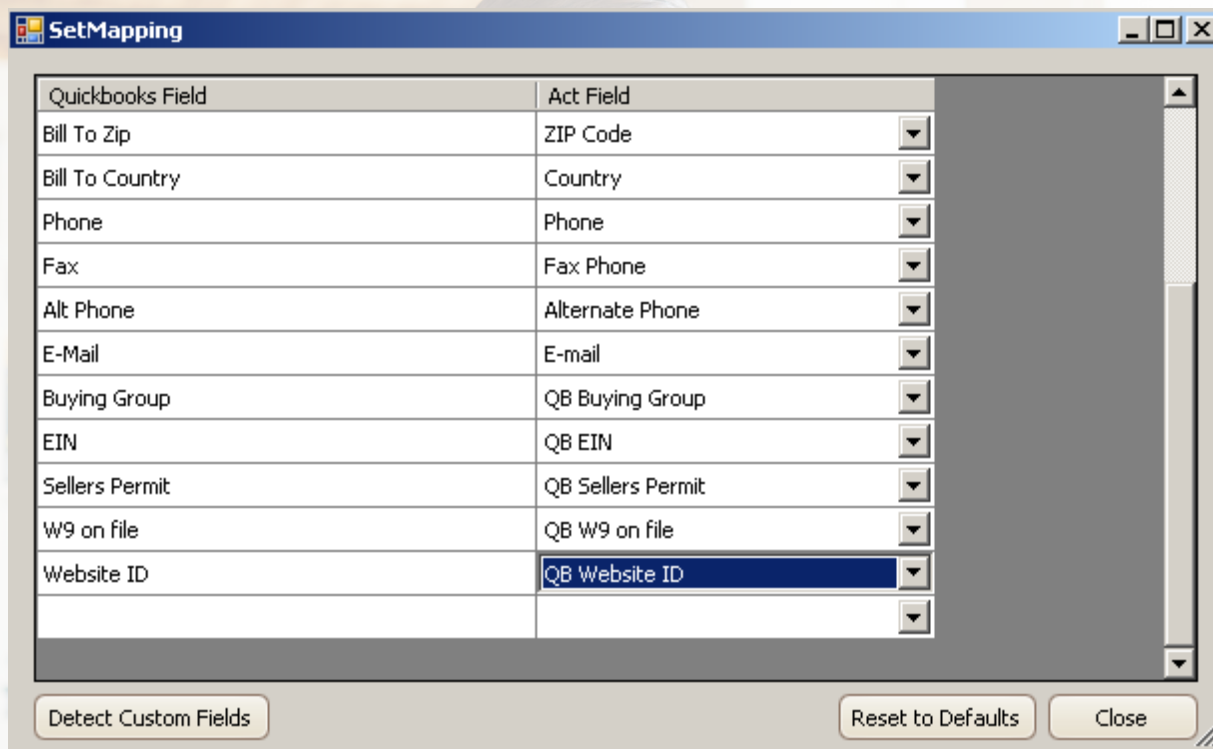 SetMapping
Quickbooks Field Act Field
Bill To Zip ZIP Code
Bill To Country Country
Phone Phone
Fax Fax Phone
Alt Phone Alternate Phone
E-Mail E-mail
Buying Group QB Buying Group
EIN QB EIN
Sellers Permit QB Sellers Permit
W9 on file QB W9 on file
Website ID QB Website ID
Detect Custom Fields Reset to Defaults Close